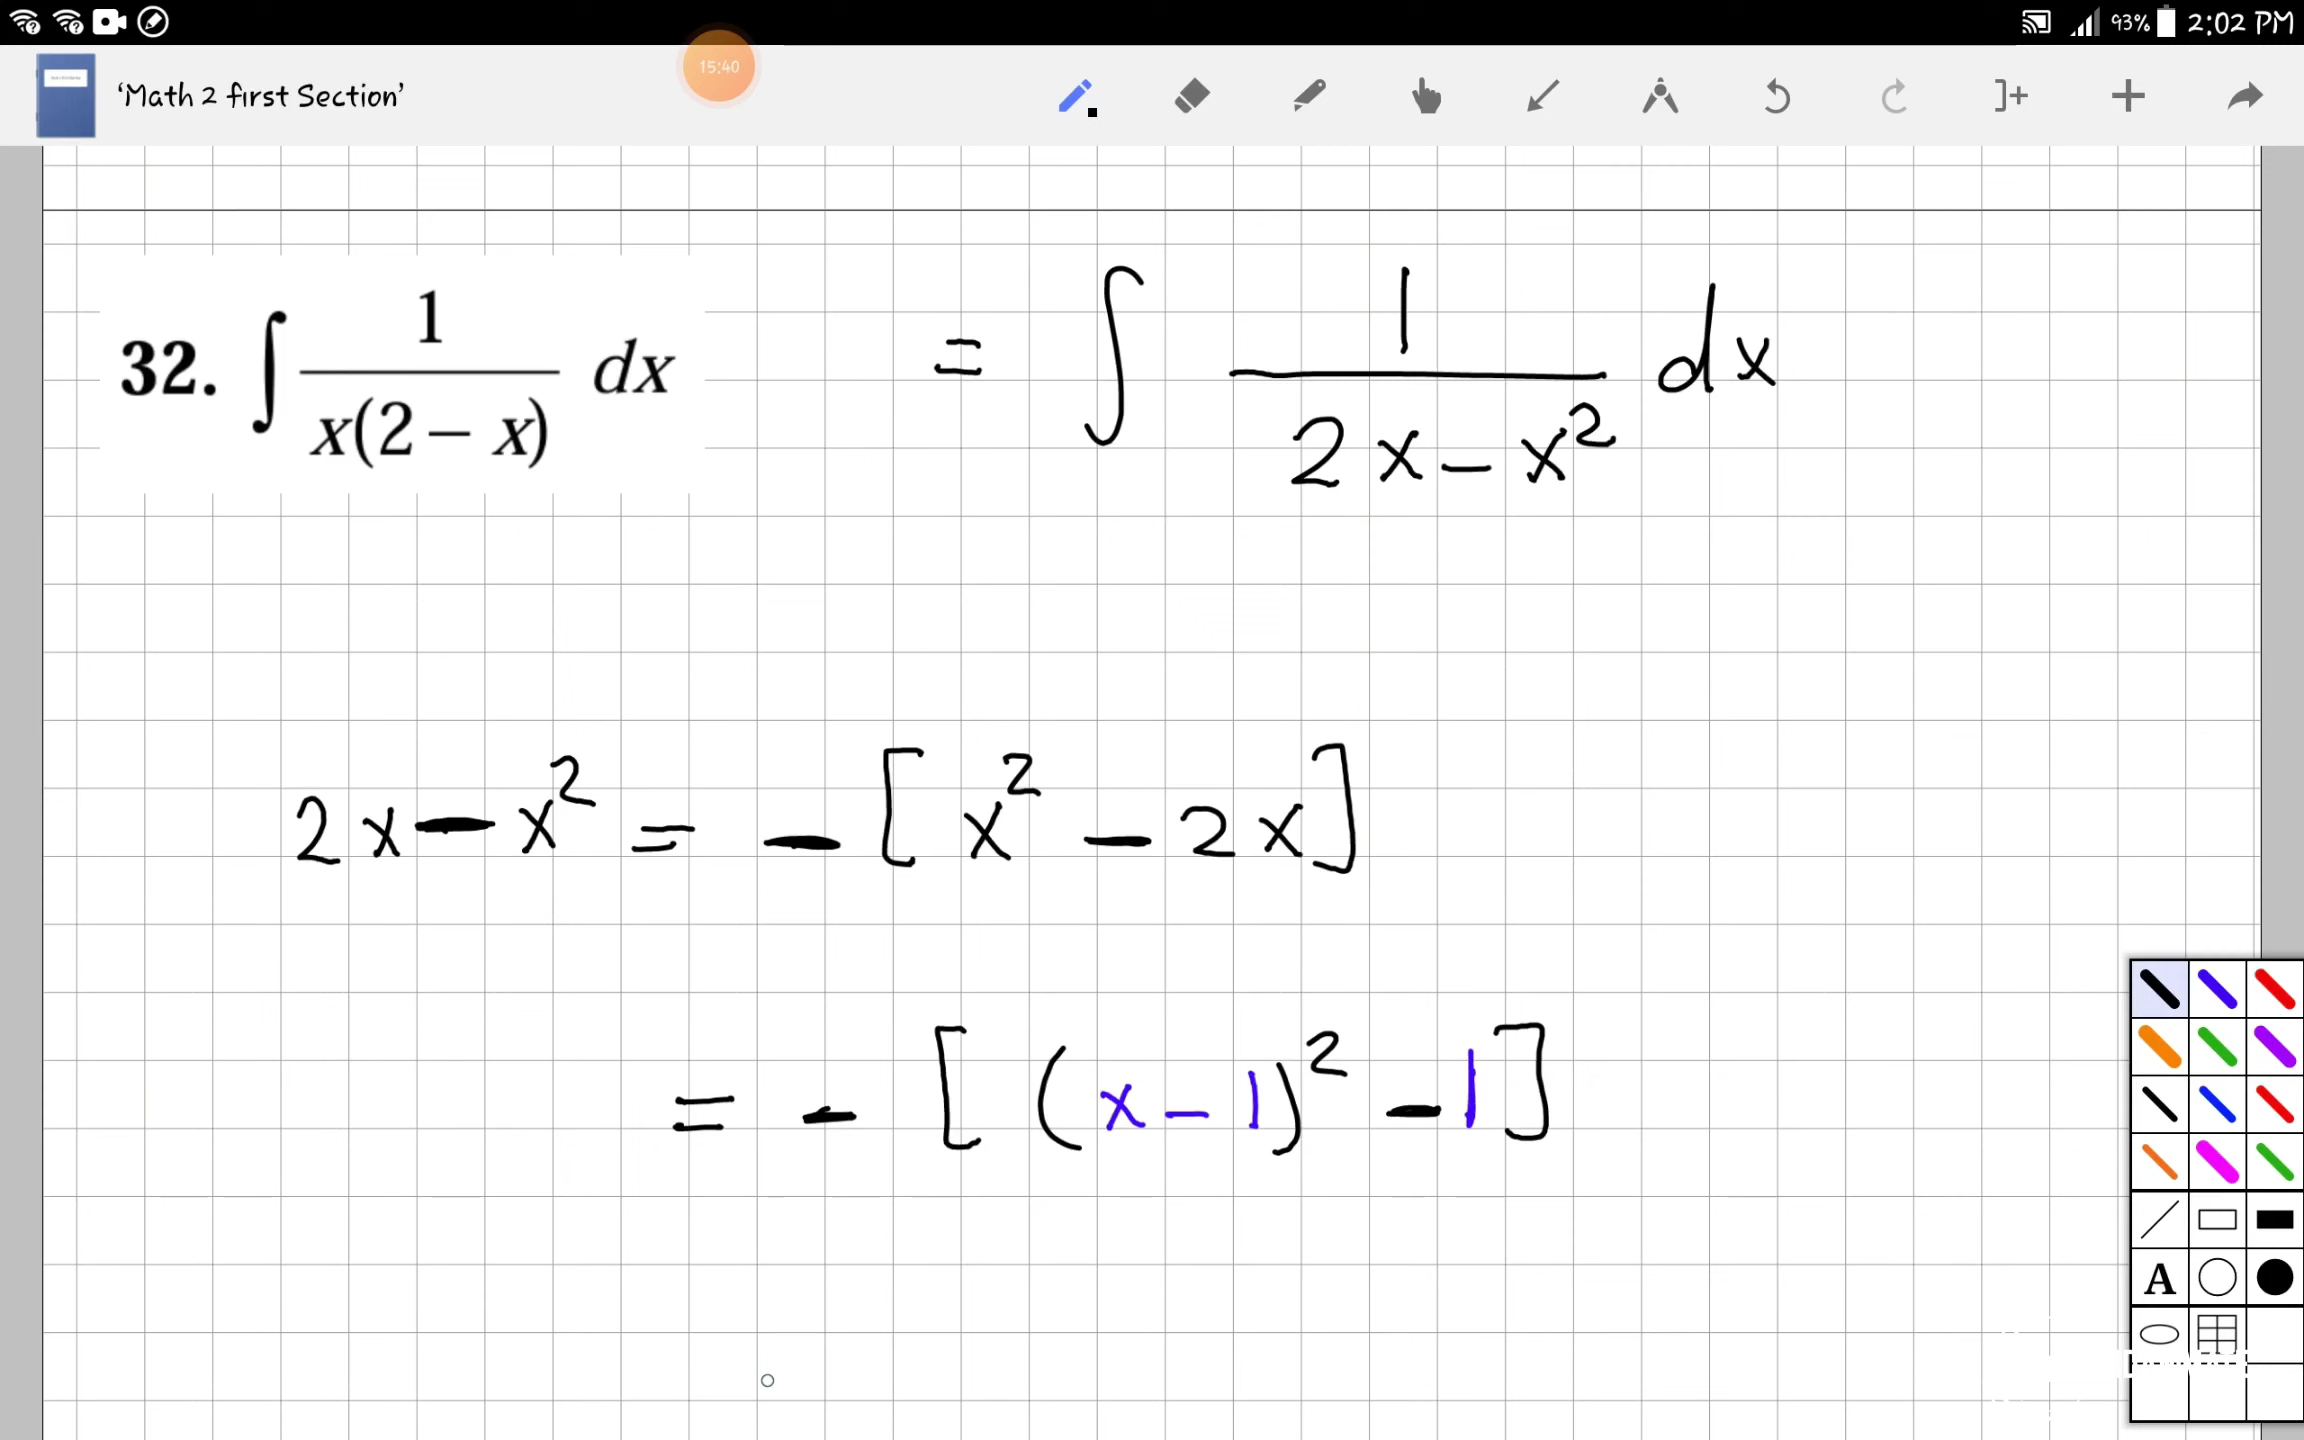 93% 2:02 PM
‘Math 2 first Section’
15:40
32. ∫ 1/(x(2 − x)) dx = ∫ 1/(2x − x²) dx
2x − x² = − [x² − 2x]
= − [(x − 1)² − 1]
A